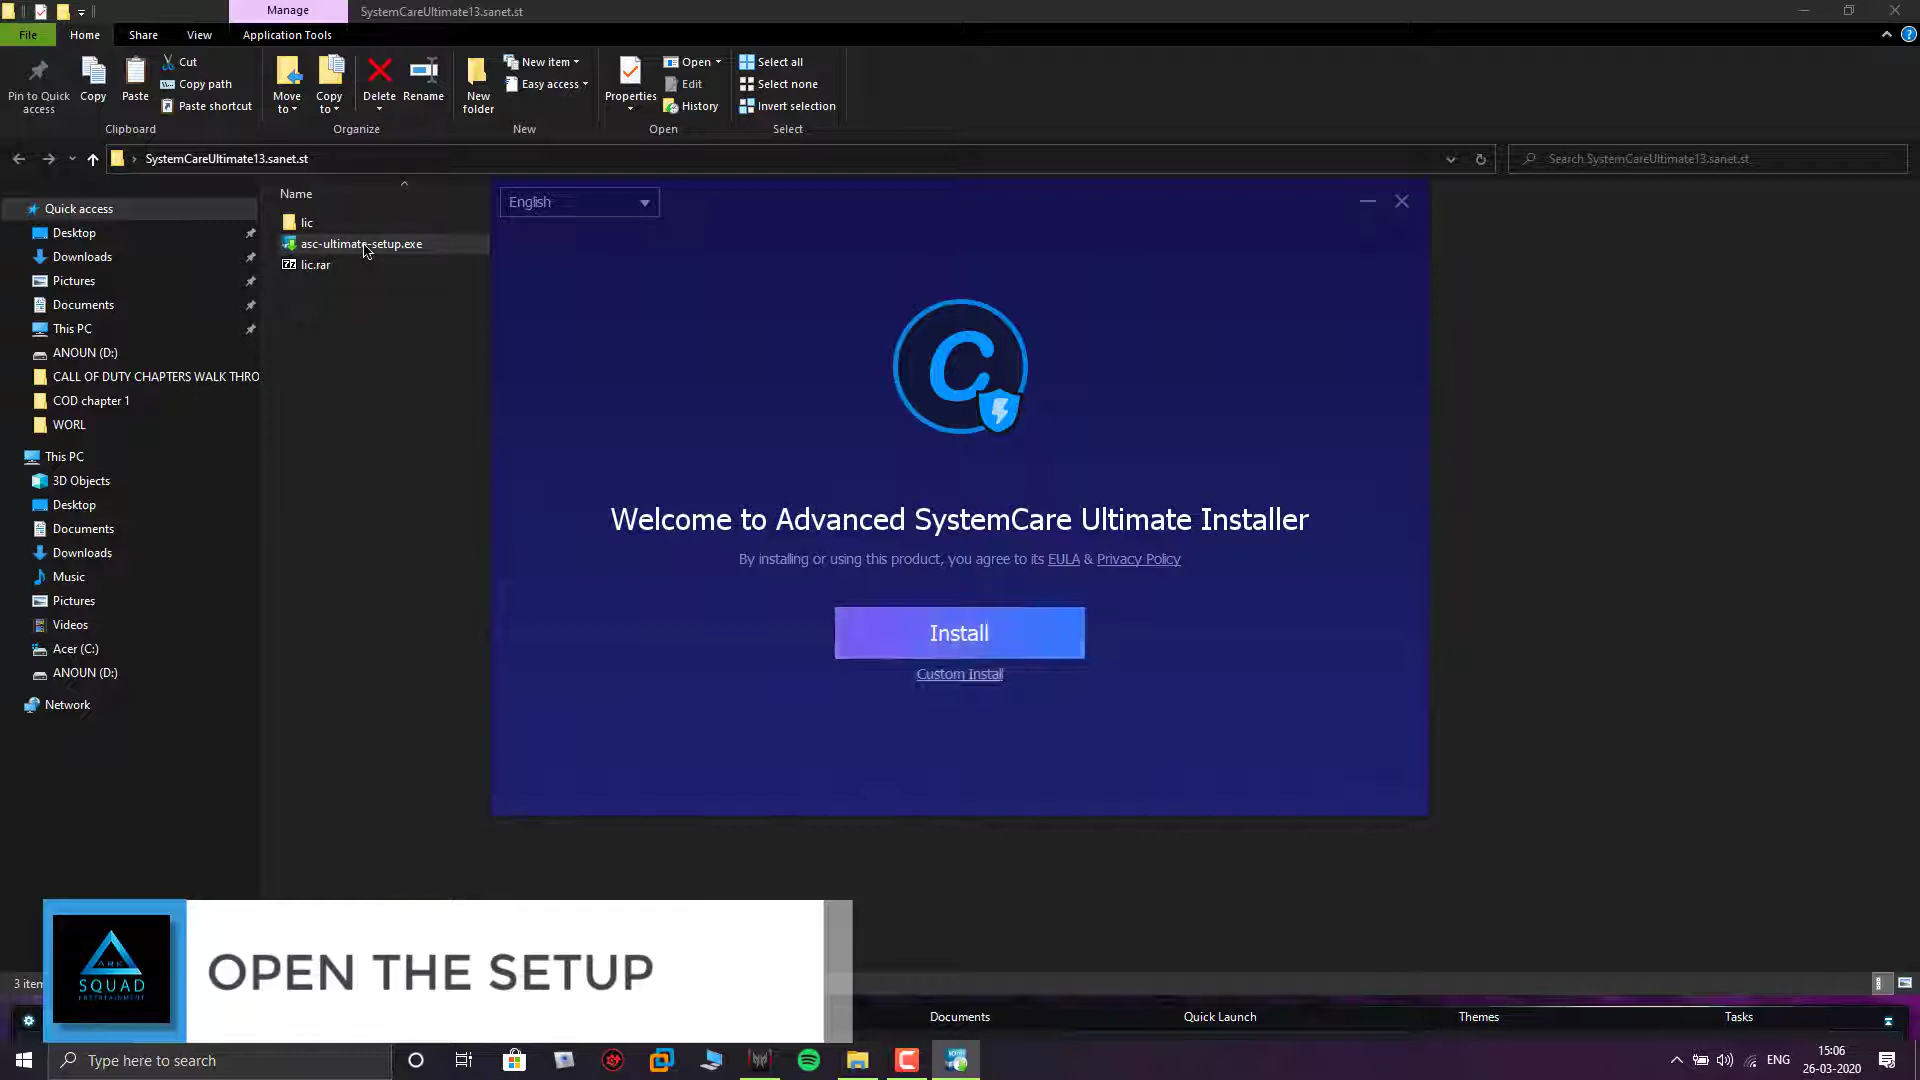 Manage
SystemCareUltimate13.sanet.st
File
Home
Share
View
Application Tools
Pin to Quick access
Copy
Paste
Cut
Copy path
Paste shortcut
Clipboard
Move to
Copy to
Delete
Rename
Organize
New folder
New item
Easy access
New
Properties
Open
Edit
History
Open
Select all
Select none
Invert selection
Select
SystemCareUltimate13.sanet.st
Search SystemCareUltimate13.sanet.st
Quick access
Desktop
Downloads
Pictures
Documents
This PC
ANOUN (D:)
CALL OF DUTY CHAPTERS WALK THRO
COD chapter 1
WORL
This PC
3D Objects
Desktop
Documents
Downloads
Music
Pictures
Videos
Acer (C:)
ANOUN (D:)
Network
Name
lic
asc-ultimate-setup.exe
lic.rar
English
Welcome to Advanced SystemCare Ultimate Installer
By installing or using this product, you agree to its EULA & Privacy Policy
Install
Custom Install
3 item
ARK
SQUAD
ENTERTAINMENT
OPEN THE SETUP
Documents
Quick Launch
Themes
Tasks
Type here to search
ENG
15:06
26-03-2020